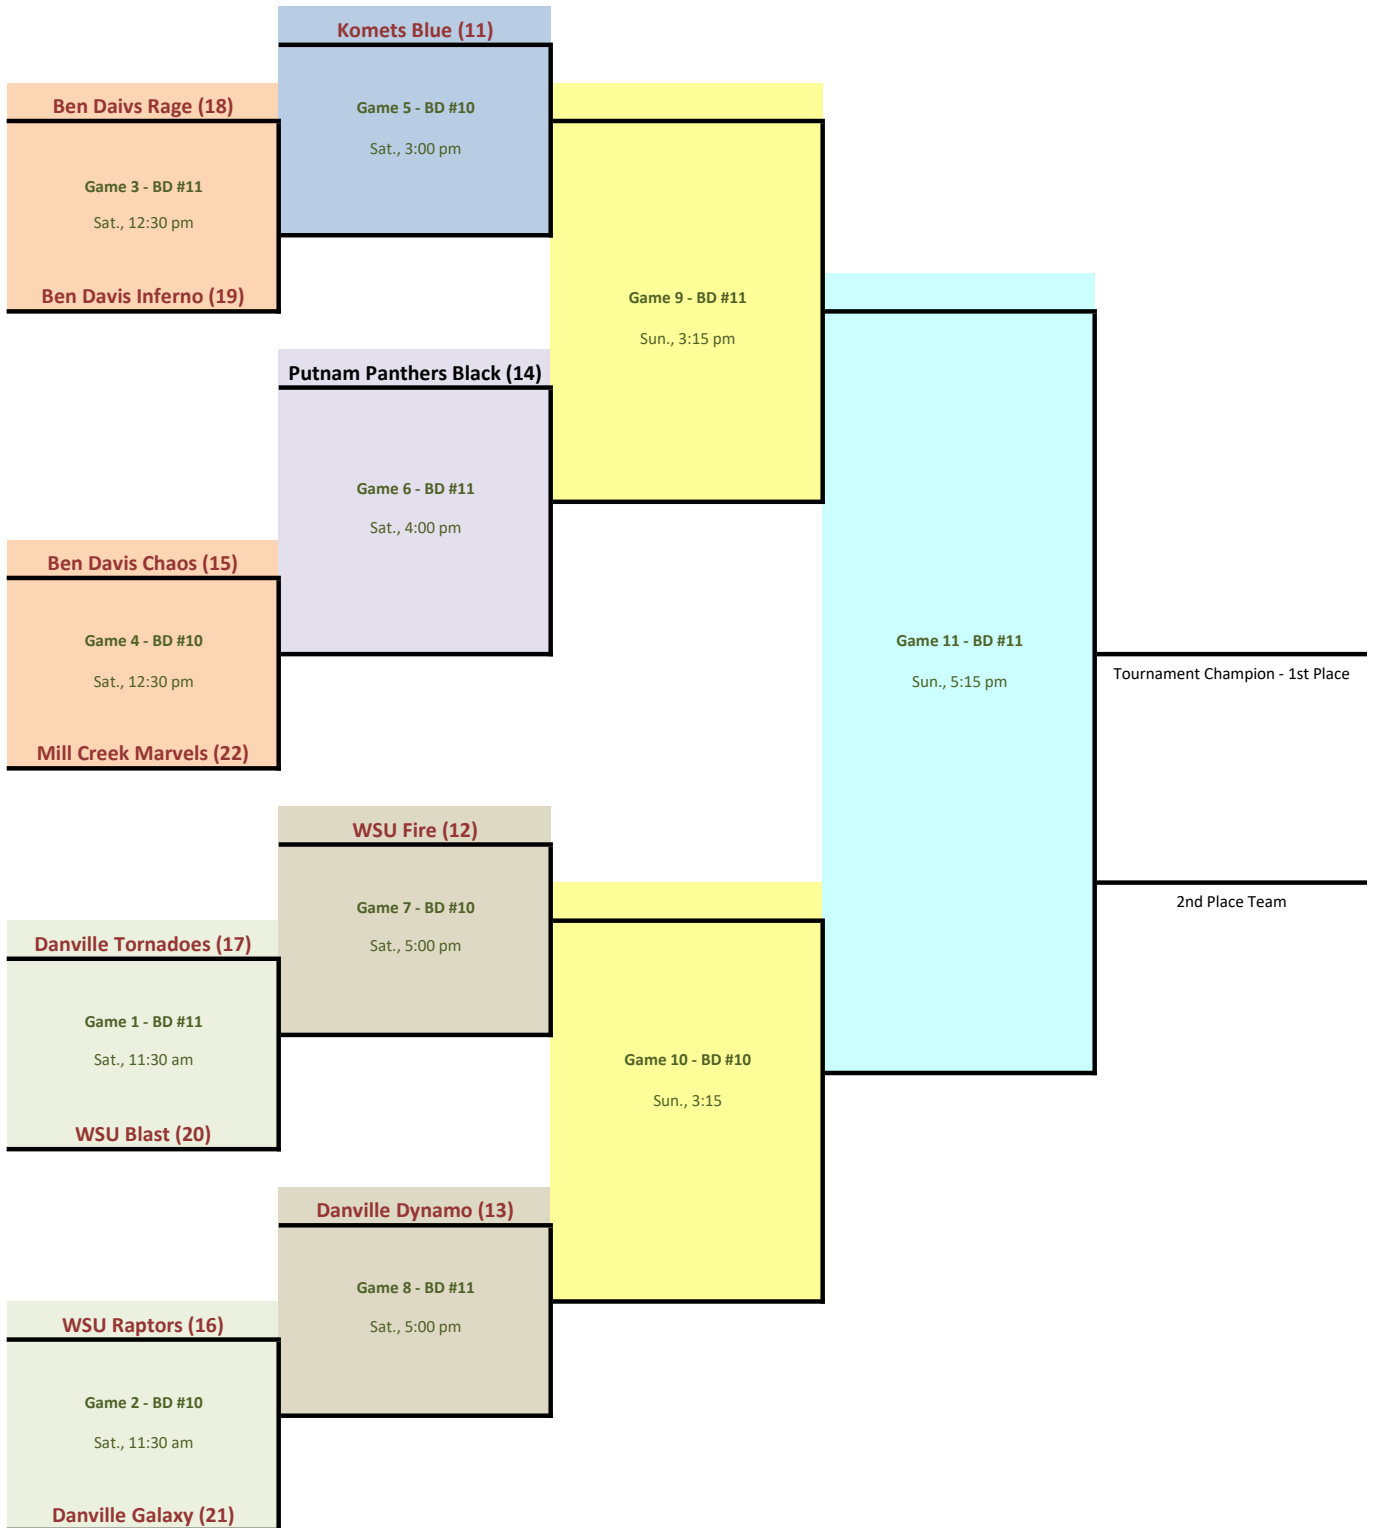 Komets Blue (11)
Ben Daivs Rage (18)
Game 5 - BD #10
Sat., 3:00 pm
Game 3 - BD #11
Sat., 12:30 pm
Ben Davis Inferno (19)
Game 9 - BD #11
Sun., 3:15 pm
Putnam Panthers Black (14)
Game 6 - BD #11
Sat., 4:00 pm
Ben Davis Chaos (15)
Game 4 - BD #10
Sat., 12:30 pm
Game 11 - BD #11
Sun., 5:15 pm
Tournament Champion - 1st Place
Mill Creek Marvels (22)
WSU Fire (12)
Game 7 - BD #10
Sat., 5:00 pm
2nd Place Team
Danville Tornadoes (17)
Game 1 - BD #11
Sat., 11:30 am
Game 10 - BD #10
Sun., 3:15
WSU Blast (20)
Danville Dynamo (13)
Game 8 - BD #11
Sat., 5:00 pm
WSU Raptors (16)
Game 2 - BD #10
Sat., 11:30 am
Danville Galaxy (21)